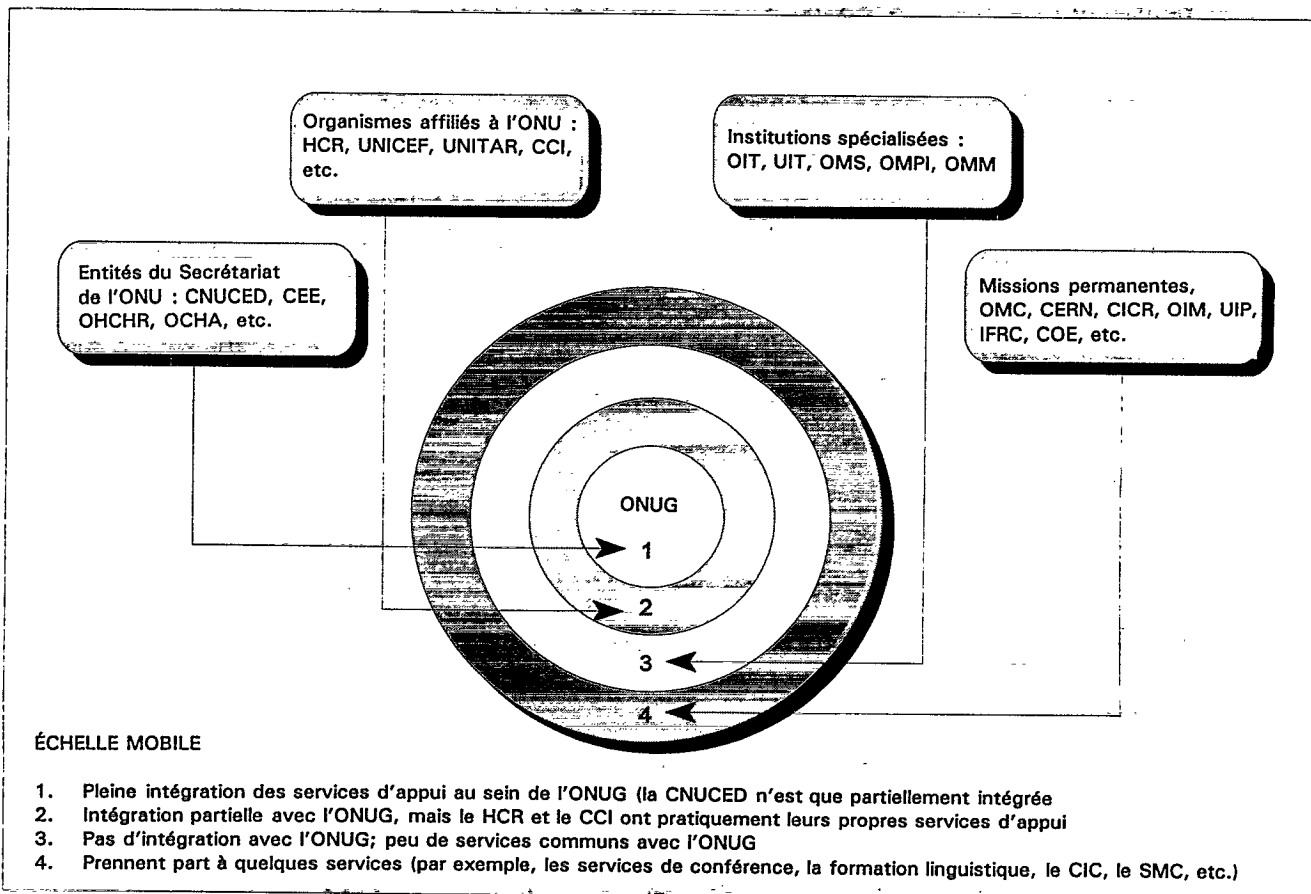 Organismes affiliés à l'ONU :
HCR, UNICEF, UNITAR, CCI,
etc.
Institutions spécialisées :
OIT, UIT, OMS, OMPI, OMM
Entités du Secrétariat
de l'ONU : CNUCED, CEE,
OHCHR, OCHA, etc.
Missions permanentes,
OMC, CERN, CICR, OIM, UIP,
IFRC, COE, etc.
ONUG
1
2
3
4
ÉCHELLE MOBILE
1. Pleine intégration des services d'appui au sein de l'ONUG (la CNUCED n'est que partiellement intégrée
2. Intégration partielle avec l'ONUG, mais le HCR et le CCI ont pratiquement leurs propres services d'appui
3. Pas d'intégration avec l'ONUG; peu de services communs avec l'ONUG
4. Prennent part à quelques services (par exemple, les services de conférence, la formation linguistique, le CIC, le SMC, etc.)